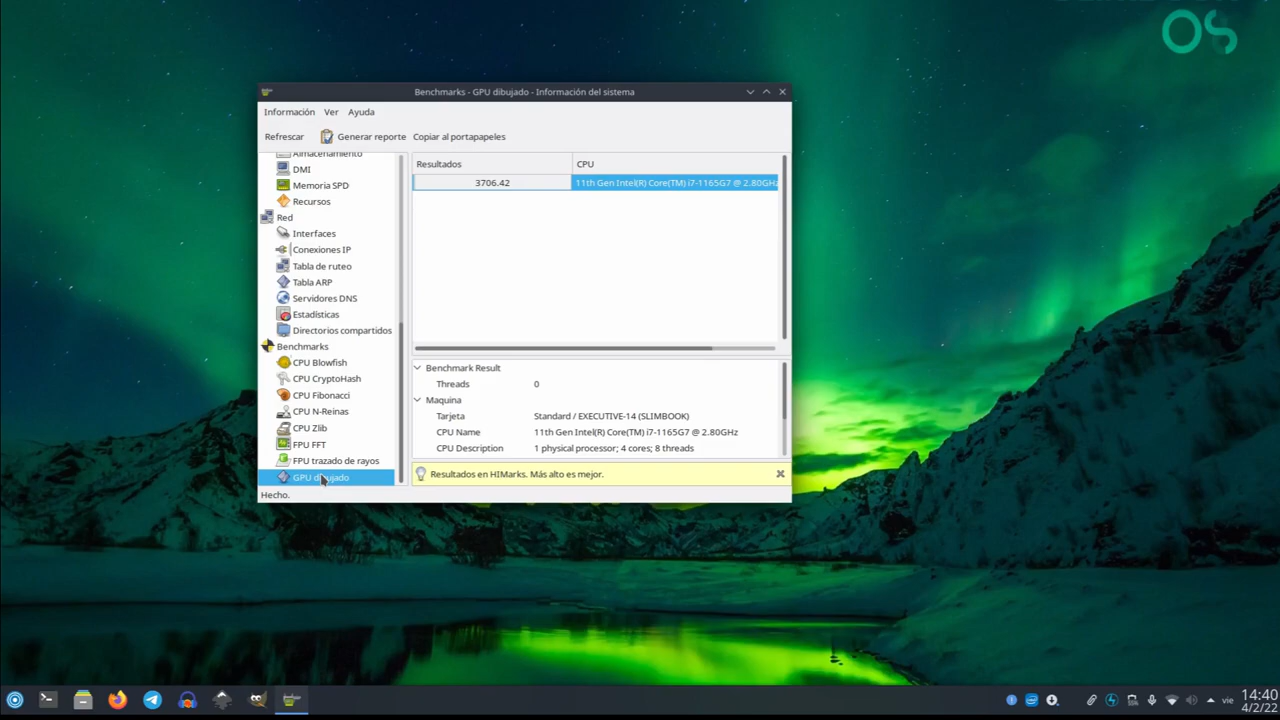 OS
Benchmarks - GPU dibujado - Información del sistema
Información Ver Ayuda
Refrescar Generar reporte Copiar al portapapeles
Almacenamiento
DMI
Memoria SPD
Recursos
Red
Interfaces
Conexiones IP
Tabla de ruteo
Tabla ARP
Servidores DNS
Estadísticas
Directorios compartidos
Benchmarks
CPU Blowfish
CPU CryptoHash
CPU Fibonacci
CPU N-Reinas
CPU Zlib
FPU FFT
FPU trazado de rayos
GPU dibujado
Resultados CPU
3706.42 11th Gen Intel(R) Core(TM) i7-1165G7 @ 2.80GHz
Benchmark Result
Threads 0
Maquina
Tarjeta Standard / EXECUTIVE-14 (SLIMBOOK)
CPU Name 11th Gen Intel(R) Core(TM) i7-1165G7 @ 2.80GHz
CPU Description 1 physical processor; 4 cores; 8 threads
Resultados en HIMarks. Más alto es mejor.
Hecho.
vie 14:40
4/2/22